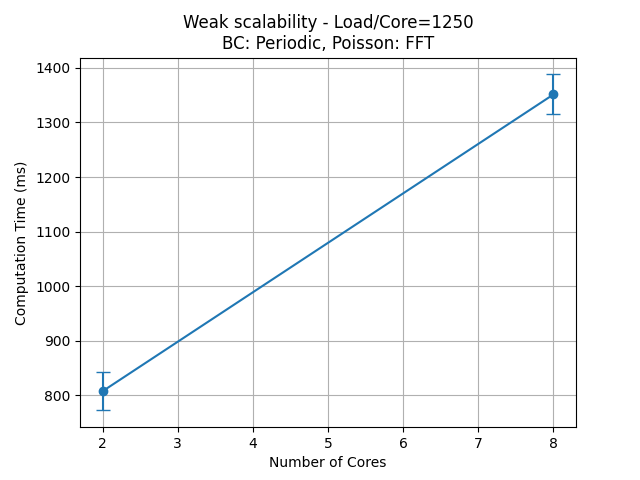 Weak scalability - Load/Core=1250
BC: Periodic, Poisson: FFT
1400
1300
1200
1100
1000
900
800
Computation Time (ms)
2 3 4 5 6 7 8
Number of Cores